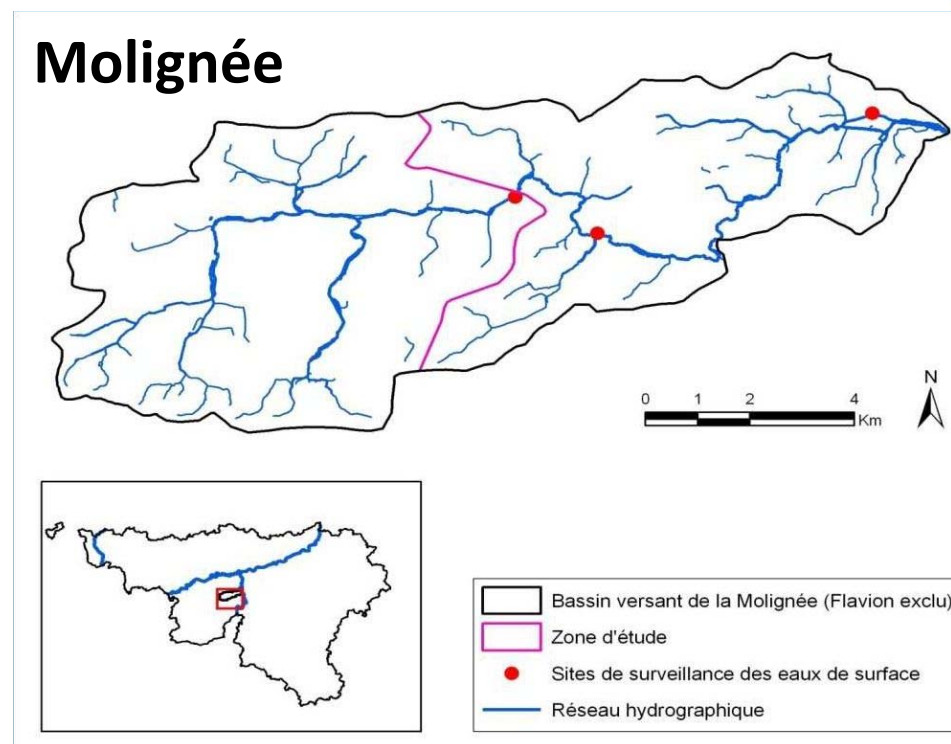 Molignée
N
0 1 2 4
Km
Bassin versant de la Molignée (Flavion exclu)
Zone d'étude
Sites de surveillance des eaux de surface
Réseau hydrographique